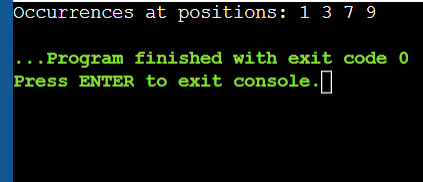 Occurrences at positions: 1 3 7 9
...Program finished with exit code 0
Press ENTER to exit console.